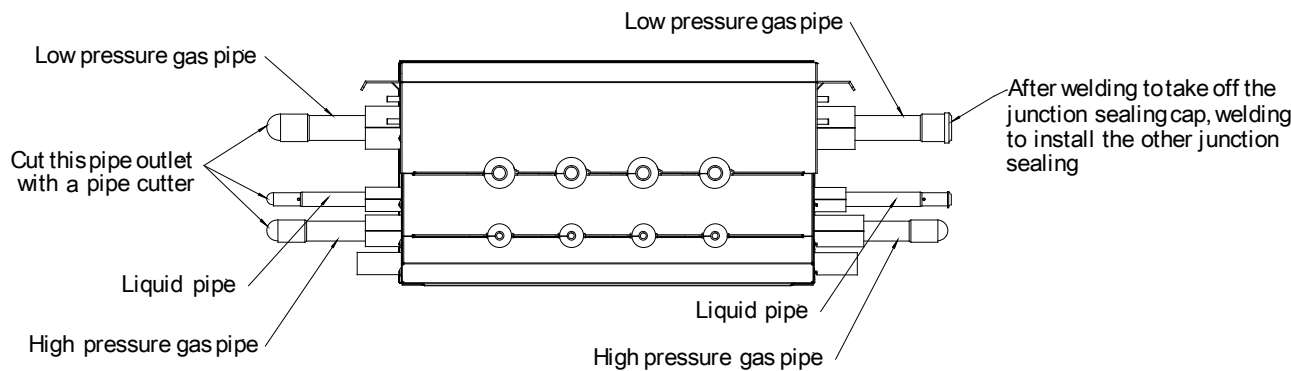 Low pressure gas pipe
Low pressure gas pipe
After welding to take off the
junction sealing cap, welding
to install the other junction
sealing
Cut this pipe outlet
with a pipe cutter
Liquid pipe
Liquid pipe
High pressure gas pipe
High pressure gas pipe